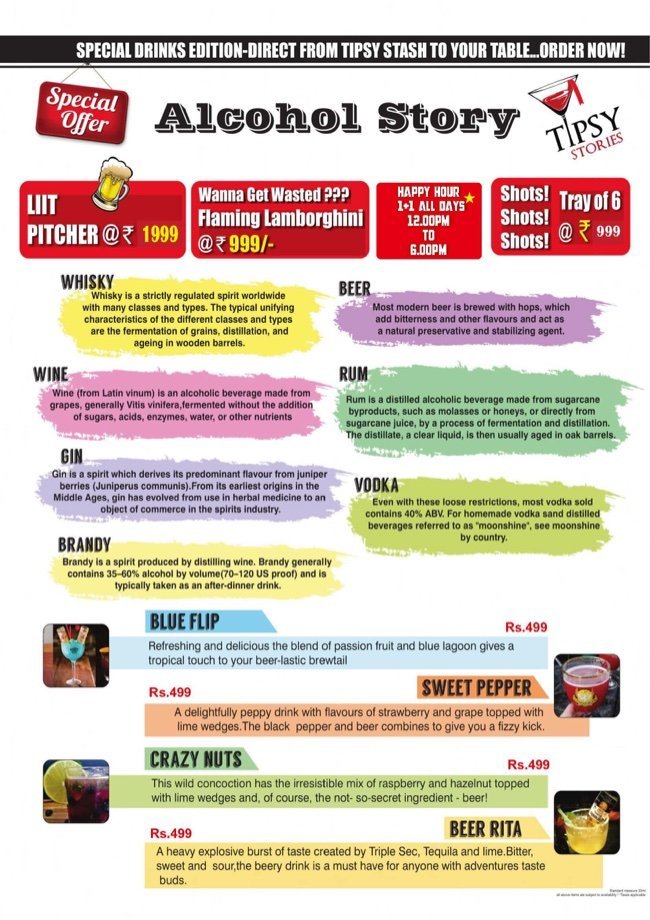 SPECIAL DRINKS EDITION-DIRECT FROM TIPSY STASH TO YOUR TABLE...ORDER NOW!
Special
Offer
Alcohol Story
TIPSY
STORIES
LIIT
PITCHER @ ₹ 1999
Wanna Get Wasted ???
Flaming Lamborghini
@ ₹ 999/-
HAPPY HOUR
1+1 ALL DAYS
12.00PM
TO
6.00PM
Shots!
Shots!
Shots!
Tray of 6
@ ₹ 999
WHISKY
Whisky is a strictly regulated spirit worldwide
with many classes and types. The typical unifying
characteristics of the different classes and types
are the fermentation of grains, distillation, and
ageing in wooden barrels.
BEER
Most modern beer is brewed with hops, which
add bitterness and other flavours and act as
a natural preservative and stabilizing agent.
WINE
Wine (from Latin vinum) is an alcoholic beverage made from
grapes, generally Vitis vinifera,fermented without the addition
of sugars, acids, enzymes, water, or other nutrients
RUM
Rum is a distilled alcoholic beverage made from sugarcane
byproducts, such as molasses or honeys, or directly from
sugarcane juice, by a process of fermentation and distillation.
The distillate, a clear liquid, is then usually aged in oak barrels.
GIN
Gin is a spirit which derives its predominant flavour from juniper
berries (Juniperus communis).From its earliest origins in the
Middle Ages, gin has evolved from use in herbal medicine to an
object of commerce in the spirits industry.
VODKA
Even with these loose restrictions, most vodka sold
contains 40% ABV. For homemade vodka sand distilled
beverages referred to as "moonshine", see moonshine
by country.
BRANDY
Brandy is a spirit produced by distilling wine. Brandy generally
contains 35–60% alcohol by volume(70–120 US proof) and is
typically taken as an after-dinner drink.
BLUE FLIP
Rs.499
Refreshing and delicious the blend of passion fruit and blue lagoon gives a
tropical touch to your beer-lastic brewtail
Rs.499
SWEET PEPPER
A delightfully peppy drink with flavours of strawberry and grape topped with
lime wedges.The black pepper and beer combines to give you a fizzy kick.
CRAZY NUTS
Rs.499
This wild concoction has the irresistible mix of raspberry and hazelnut topped
with lime wedges and, of course, the not- so-secret ingredient - beer!
Rs.499
BEER RITA
A heavy explosive burst of taste created by Triple Sec, Tequila and lime.Bitter,
sweet and sour,the beery drink is a must have for anyone with adventures taste
buds.
Standard measure 30ml
all above items are subject to availability / *Taxes applicable